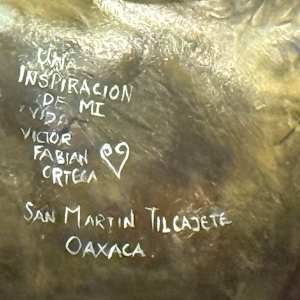 UNA
INSPIRACION
DE MI
VIDA
VICTOR
FABIAN
ORTEGA
SAN MARTIN TILCAJETE
OAXACA.